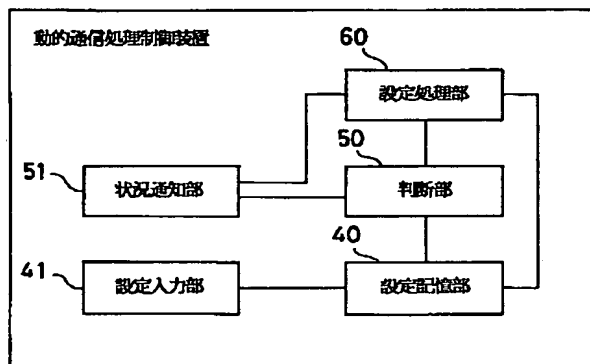 動的通信処理制御装置
60
設定処理部
50
51
状況通知部
判断部
40
41
設定入力部
設定記憶部